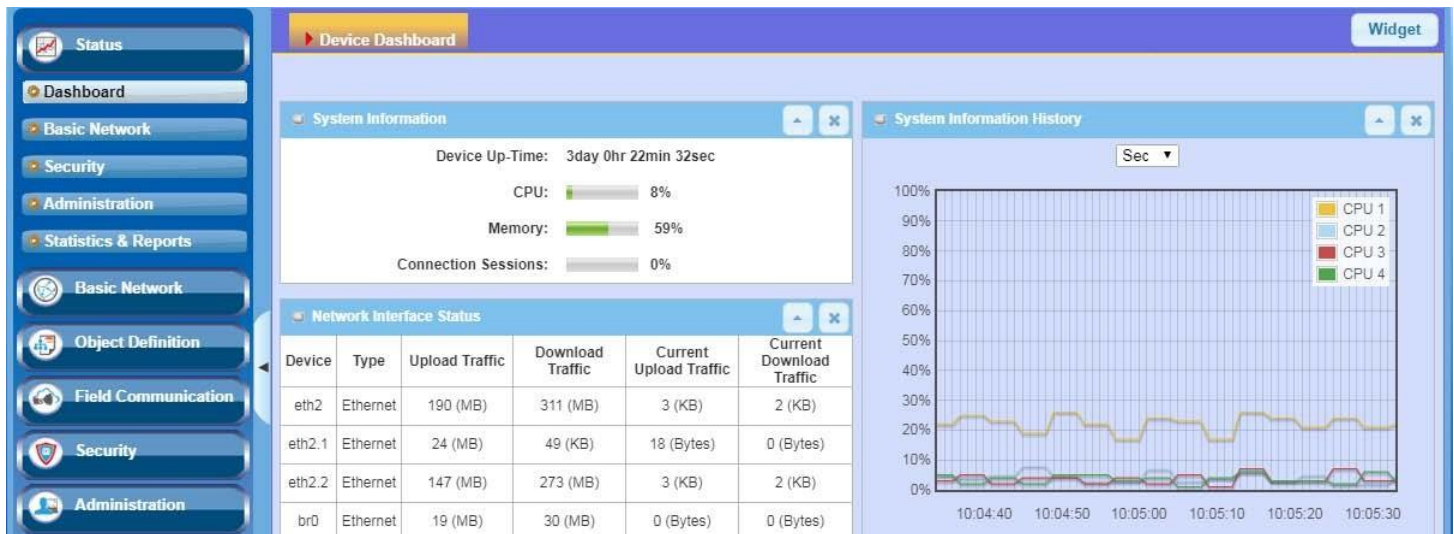 Status
Dashboard
Basic Network
Security
Administration
Statistics & Reports
Basic Network
Object Definition
Field Communication
Security
Administration
Device Dashboard
Widget
System Information
Device Up-Time: 3day 0hr 22min 32sec
CPU: 8%
Memory: 59%
Connection Sessions: 0%
Network Interface Status
Device Type Upload Traffic Download Traffic Current Upload Traffic Current Download Traffic
eth2 Ethernet 190 (MB) 311 (MB) 3 (KB) 2 (KB)
eth2.1 Ethernet 24 (MB) 49 (KB) 18 (Bytes) 0 (Bytes)
eth2.2 Ethernet 147 (MB) 273 (MB) 3 (KB) 2 (KB)
br0 Ethernet 19 (MB) 30 (MB) 0 (Bytes) 0 (Bytes)
System Information History
Sec
100%
90%
80%
70%
60%
50%
40%
30%
20%
10%
0%
CPU 1
CPU 2
CPU 3
CPU 4
10:04:40 10:04:50 10:05:00 10:05:10 10:05:20 10:05:30